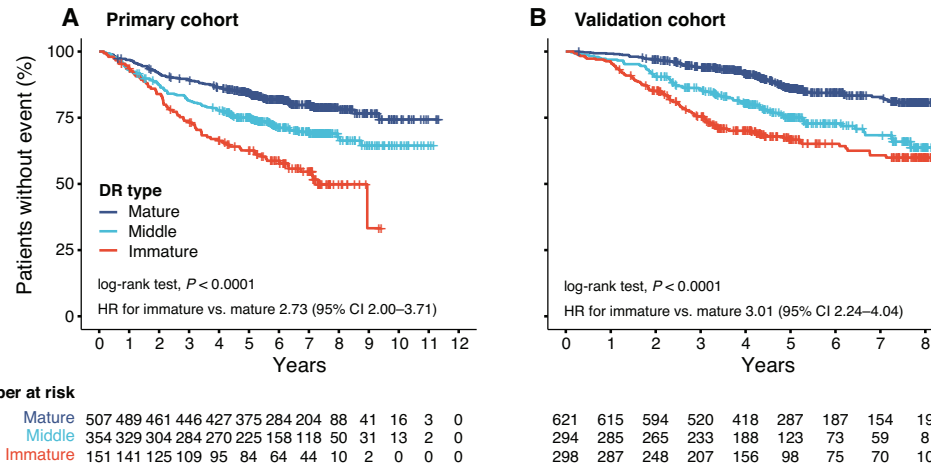 A Primary cohort
B Validation cohort
Patients without event (%)
100
75
50
25
0
DR type
Mature
Middle
Immature
log-rank test, P < 0.0001
HR for immature vs. mature 2.73 (95% CI 2.00–3.71)
0 1 2 3 4 5 6 7 8 9 10 11 12
Years
log-rank test, P < 0.0001
HR for immature vs. mature 3.01 (95% CI 2.24–4.04)
0 1 2 3 4 5 6 7 8
Years
at risk
Mature 507 489 461 446 427 375 284 204 88 41 16 3 0
Middle 354 329 304 284 270 225 158 118 50 31 13 2 0
Immature 151 141 125 109 95 84 64 44 10 2 0 0 0
621 615 594 520 418 287 187 154 19
294 285 265 233 188 123 73 59 8
298 287 248 207 156 98 75 70 10